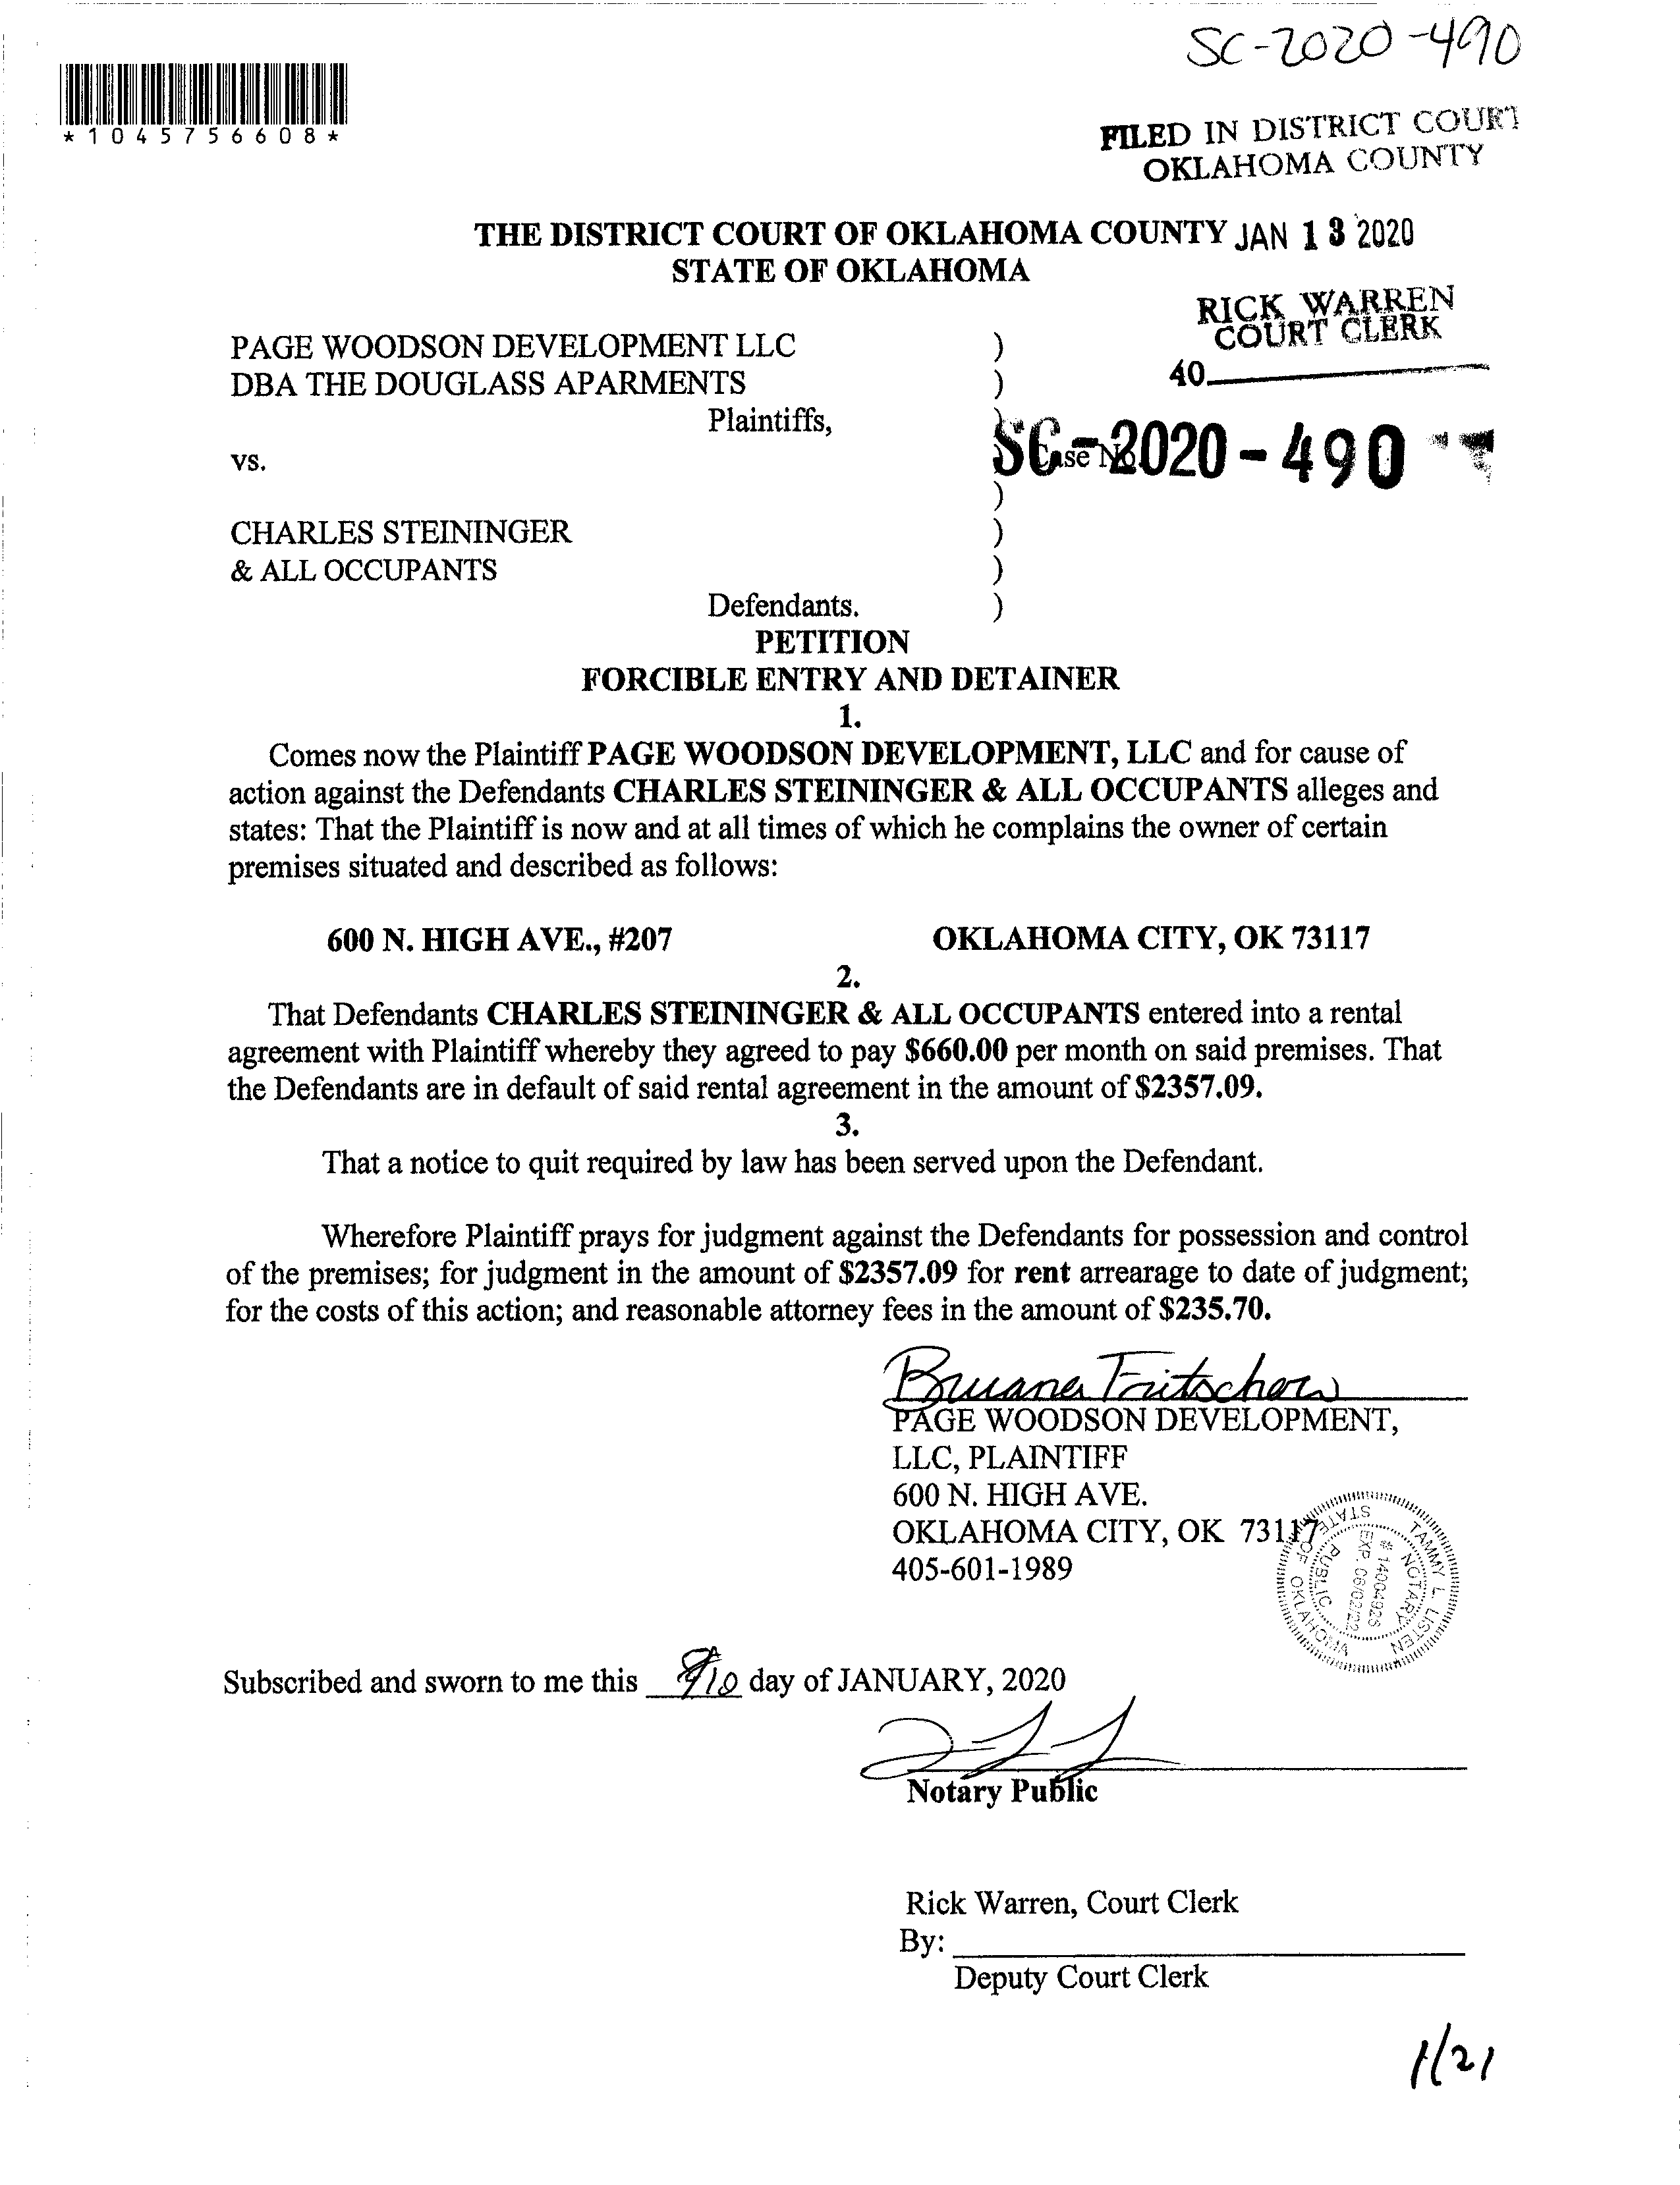 SC-2020-490
*1045756608*
FILED IN DISTRICT COURT
OKLAHOMA COUNTY
THE DISTRICT COURT OF OKLAHOMA COUNTY JAN 13 2020
STATE OF OKLAHOMA
RICK WARREN
COURT CLERK
40
PAGE WOODSON DEVELOPMENT LLC )
DBA THE DOUGLASS APARMENTS )
Plaintiffs, )
vs. Case No. SC-2020-490
)
CHARLES STEININGER )
& ALL OCCUPANTS )
Defendants. )
PETITION
FORCIBLE ENTRY AND DETAINER
1.
Comes now the Plaintiff PAGE WOODSON DEVELOPMENT, LLC and for cause of
action against the Defendants CHARLES STEININGER & ALL OCCUPANTS alleges and
states: That the Plaintiff is now and at all times of which he complains the owner of certain
premises situated and described as follows:
600 N. HIGH AVE., #207 OKLAHOMA CITY, OK 73117
2.
That Defendants CHARLES STEININGER & ALL OCCUPANTS entered into a rental
agreement with Plaintiff whereby they agreed to pay $660.00 per month on said premises. That
the Defendants are in default of said rental agreement in the amount of $2357.09.
3.
That a notice to quit required by law has been served upon the Defendant.
Wherefore Plaintiff prays for judgment against the Defendants for possession and control
of the premises; for judgment in the amount of $2357.09 for rent arrearage to date of judgment;
for the costs of this action; and reasonable attorney fees in the amount of $235.70.
PAGE WOODSON DEVELOPMENT,
LLC, PLAINTIFF
600 N. HIGH AVE.
OKLAHOMA CITY, OK 73117
405-601-1989
TAMMY L. LISTEN
NOTARY PUBLIC
# 14004928
EXP. 06/02/22
STATE OF OKLAHOMA
Subscribed and sworn to me this 10 day of JANUARY, 2020
Notary Public
Rick Warren, Court Clerk
By:
Deputy Court Clerk
1/21